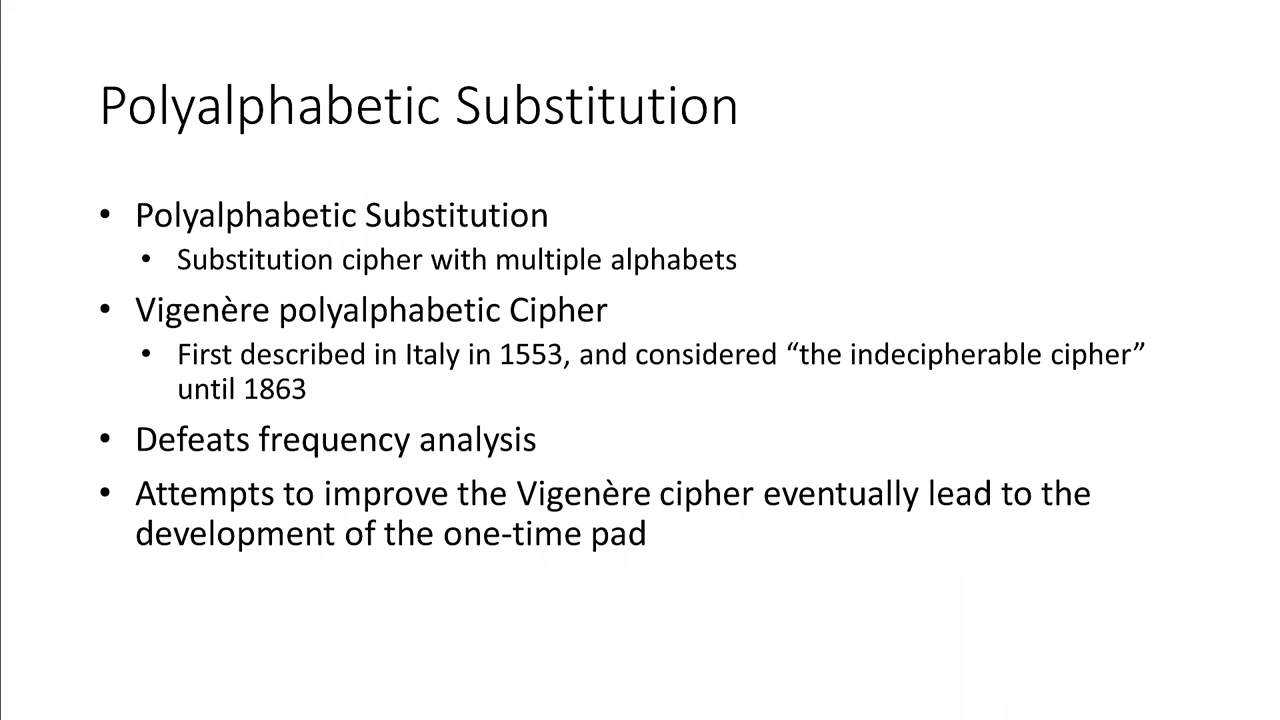 Polyalphabetic Substitution
• Polyalphabetic Substitution
• Substitution cipher with multiple alphabets
• Vigenère polyalphabetic Cipher
• First described in Italy in 1553, and considered “the indecipherable cipher”
until 1863
• Defeats frequency analysis
• Attempts to improve the Vigenère cipher eventually lead to the
development of the one-time pad